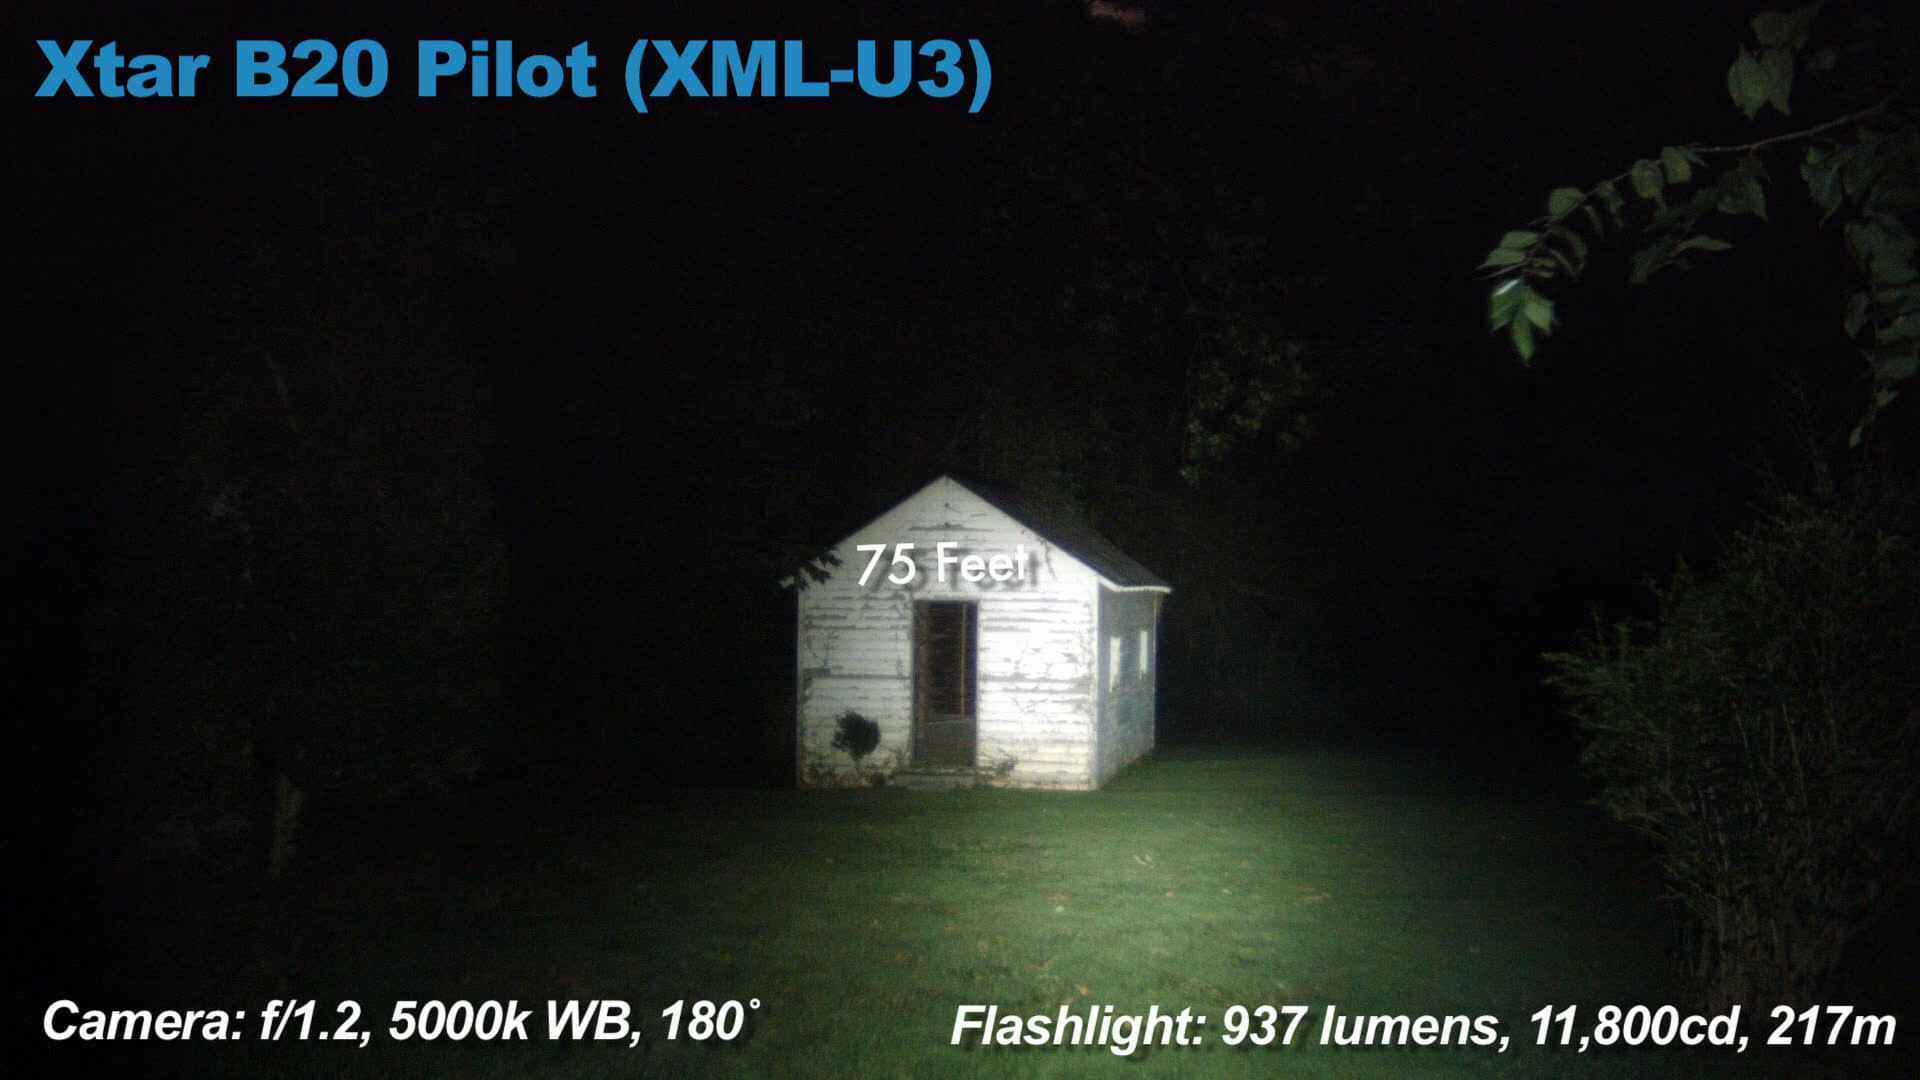 Xtar B20 Pilot (XML-U3)
75 Feet
Camera: f/1.2, 5000k WB, 180°
Flashlight: 937 lumens, 11,800cd, 217m